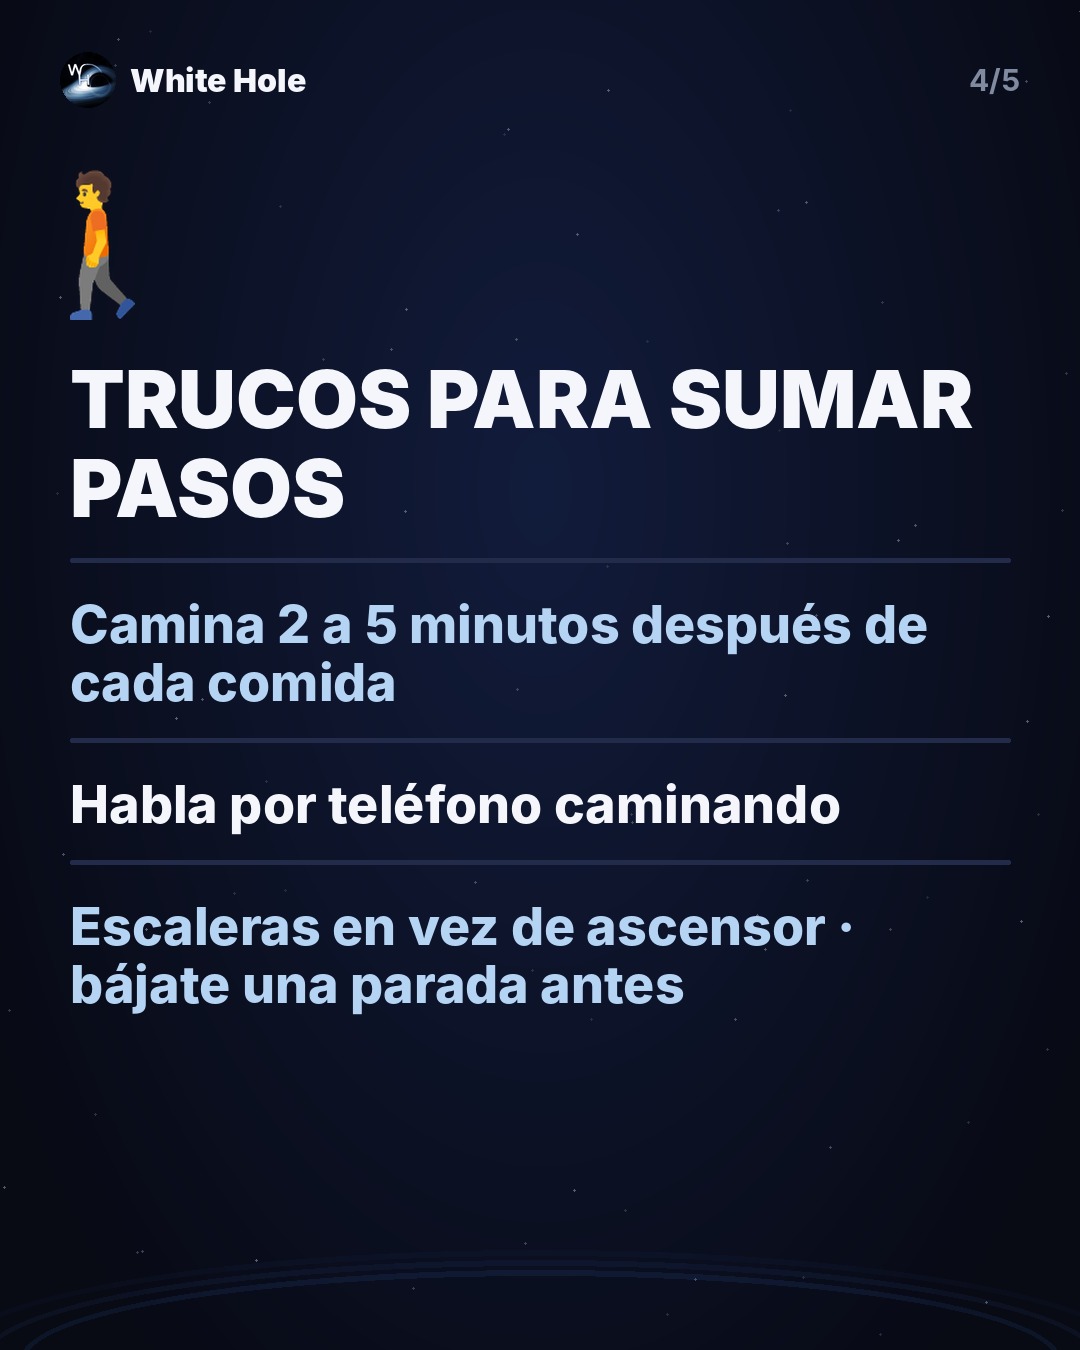 White Hole
4/5
TRUCOS PARA SUMAR
PASOS
Camina 2 a 5 minutos después de
cada comida
Habla por teléfono caminando
Escaleras en vez de ascensor ·
bájate una parada antes